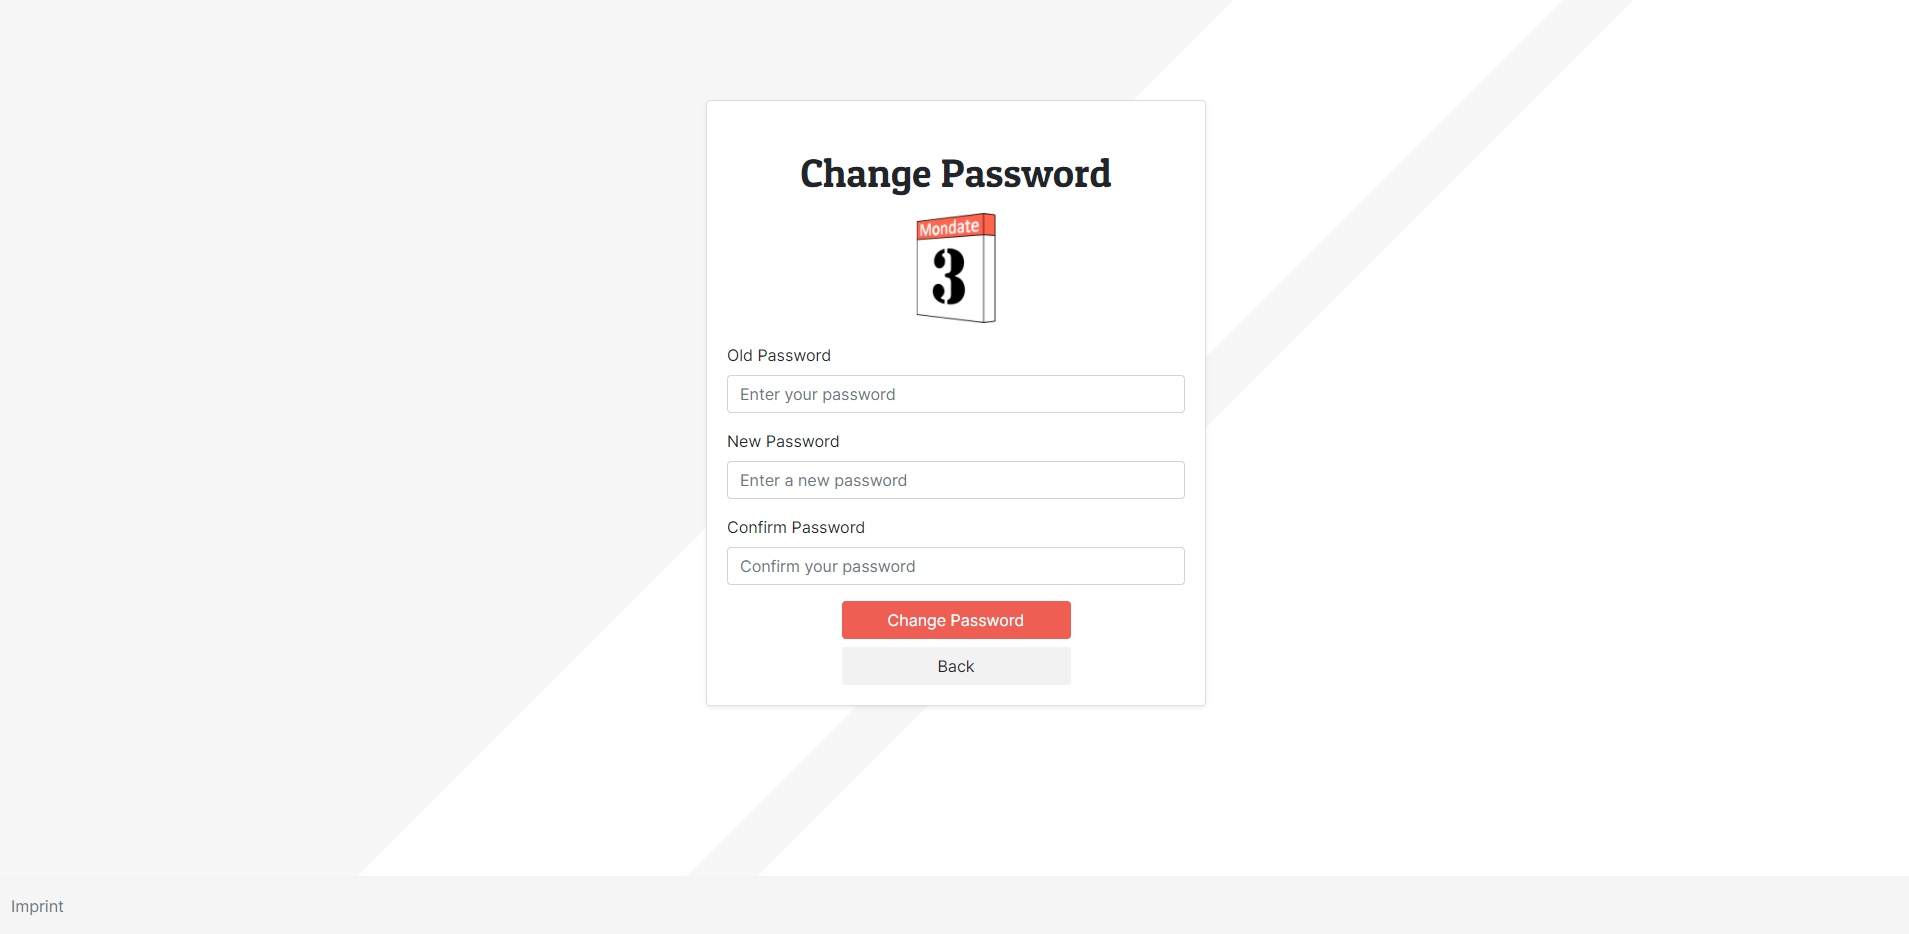 Change Password
Mondate
3
Old Password
Enter your password
New Password
Enter a new password
Confirm Password
Confirm your password
Change Password
Back
Imprint